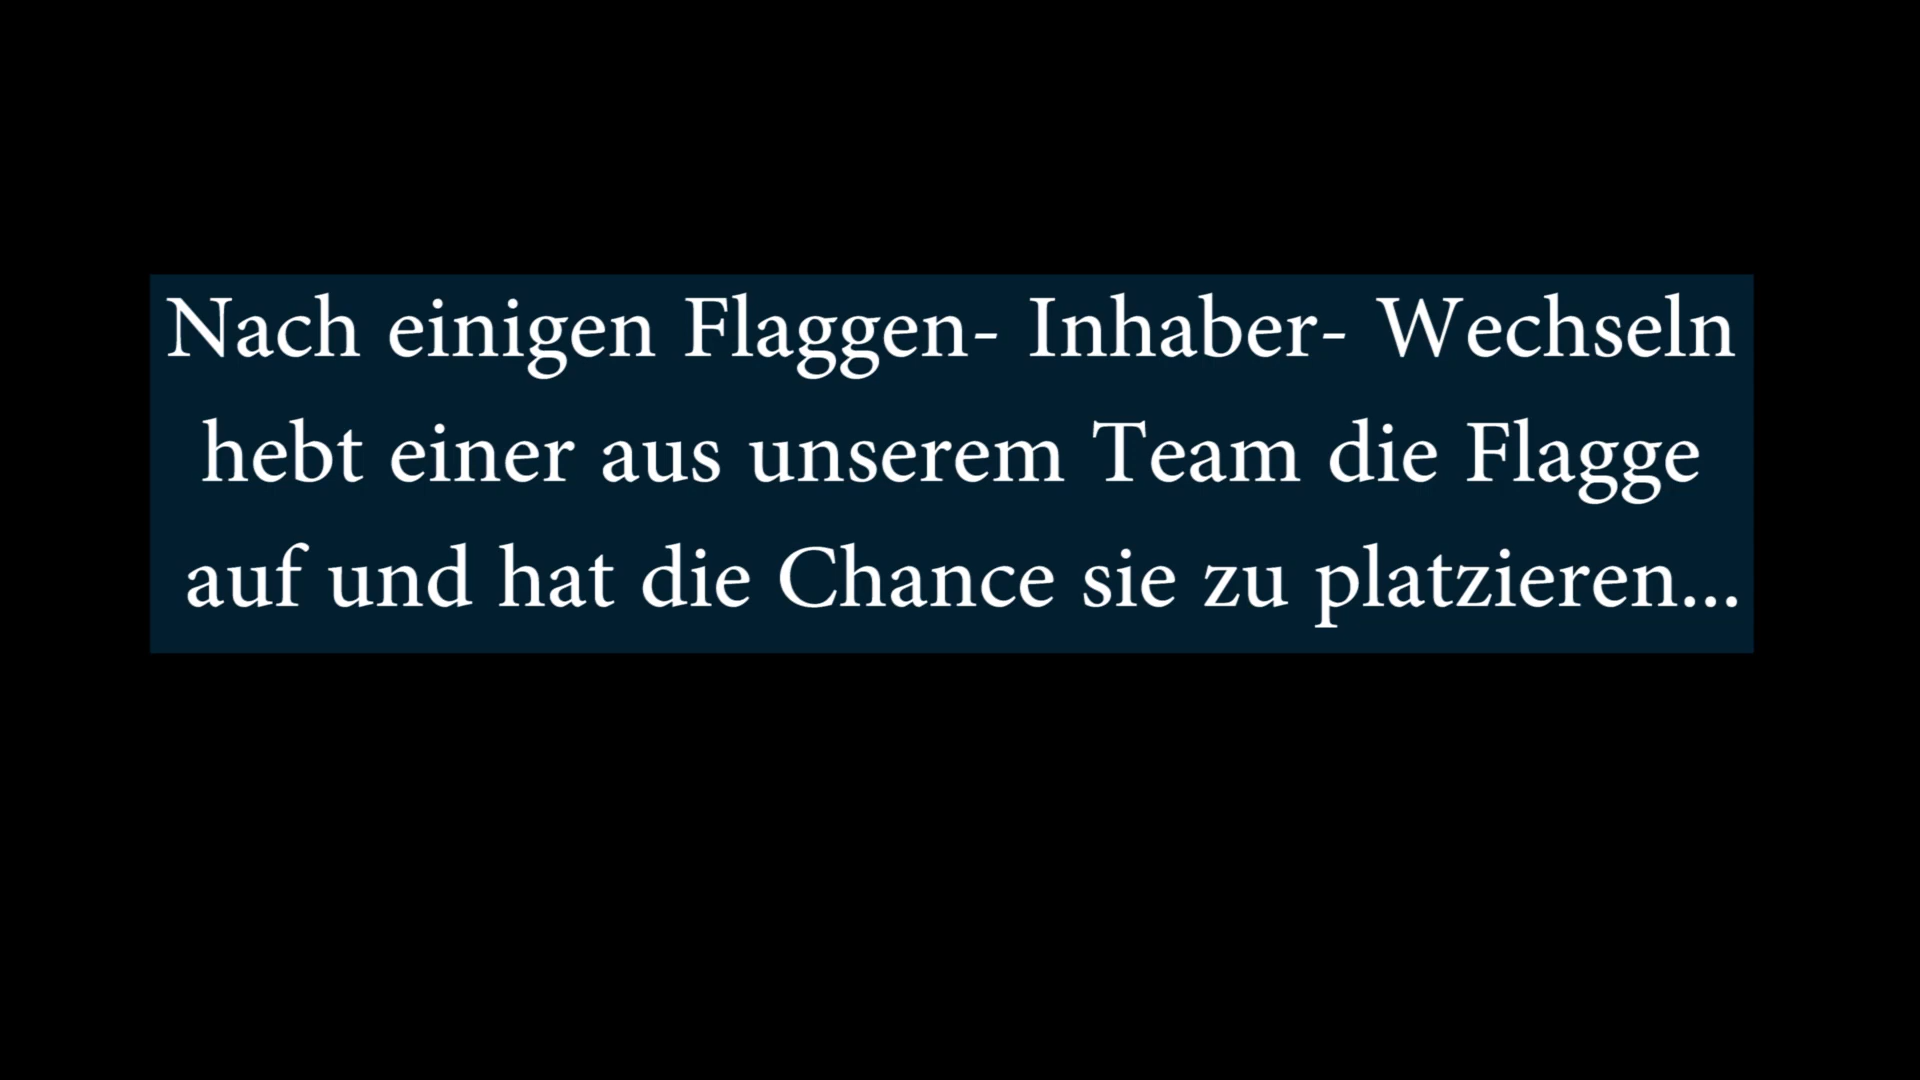 Nach einigen Flaggen- Inhaber- Wechseln
hebt einer aus unserem Team die Flagge
auf und hat die Chance sie zu platzieren...